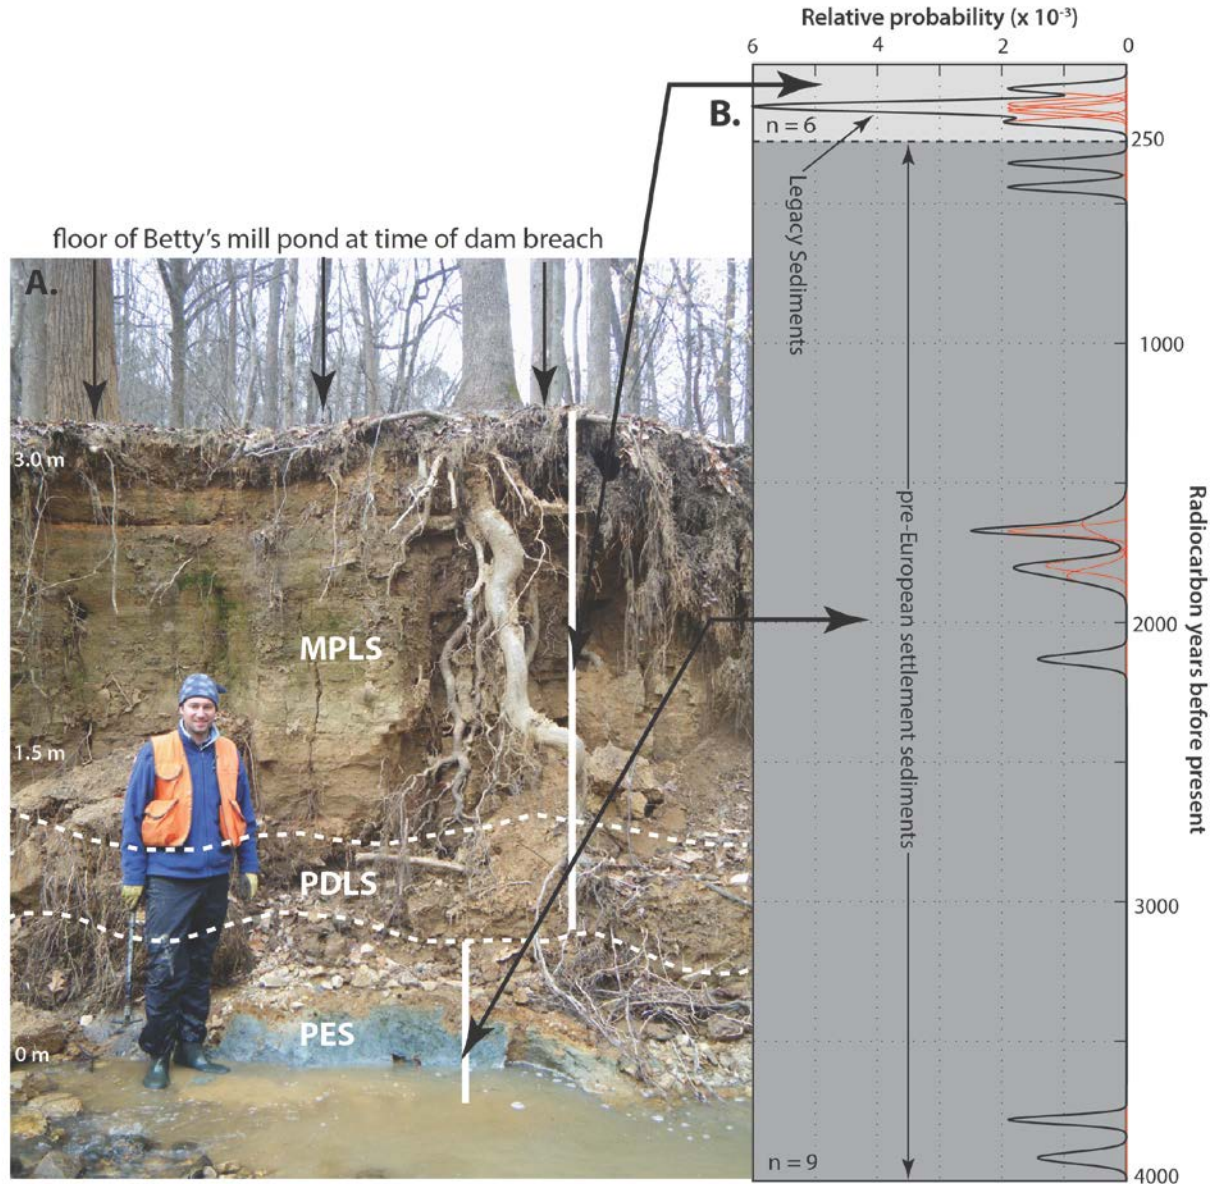 Relative probability (x 10⁻³)
6 4 2 0
B.
n = 6
250
Legacy Sediments
floor of Betty's mill pond at time of dam breach
A.
1000
3.0 m
pre-European settlement sediments
Radiocarbon years before present
2000
MPLS
1.5 m
PDLS
3000
PES
0 m
n = 9
4000